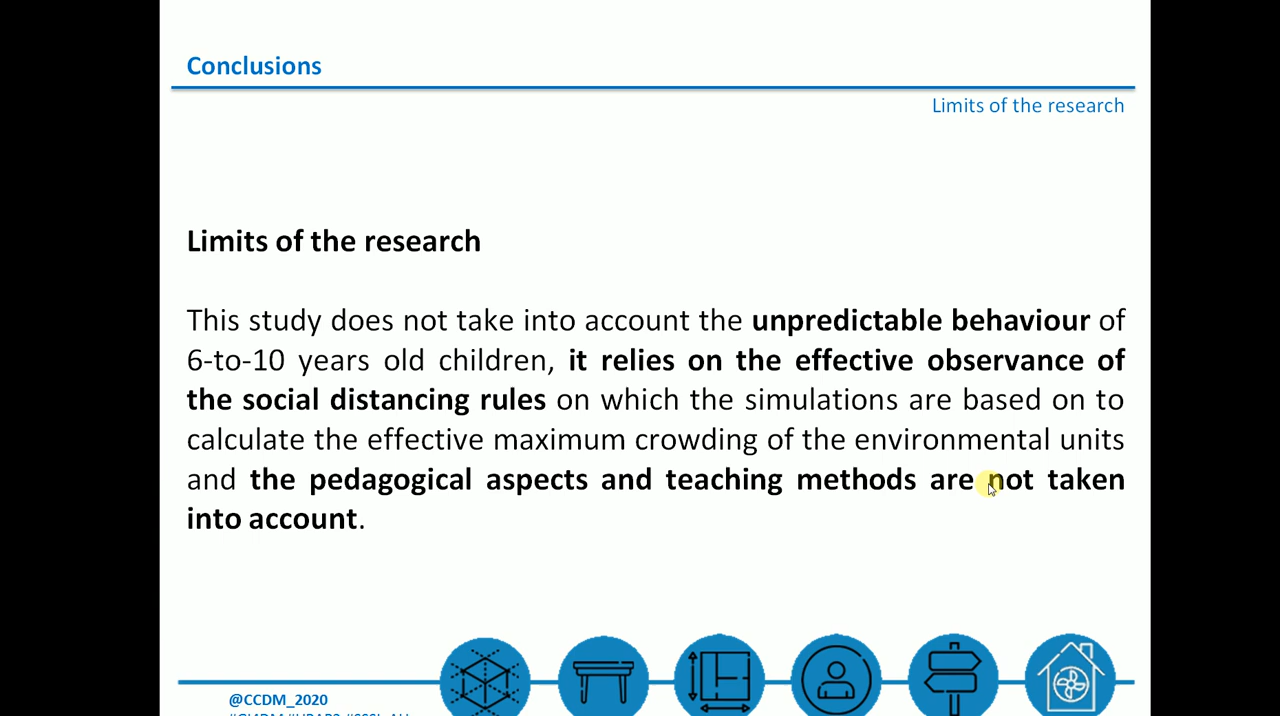 Conclusions
Limits of the research
Limits of the research
This study does not take into account the unpredictable behaviour of
6-to-10 years old children, it relies on the effective observance of
the social distancing rules on which the simulations are based on to
calculate the effective maximum crowding of the environmental units
and the pedagogical aspects and teaching methods are not taken
into account.
@CCDM_2020